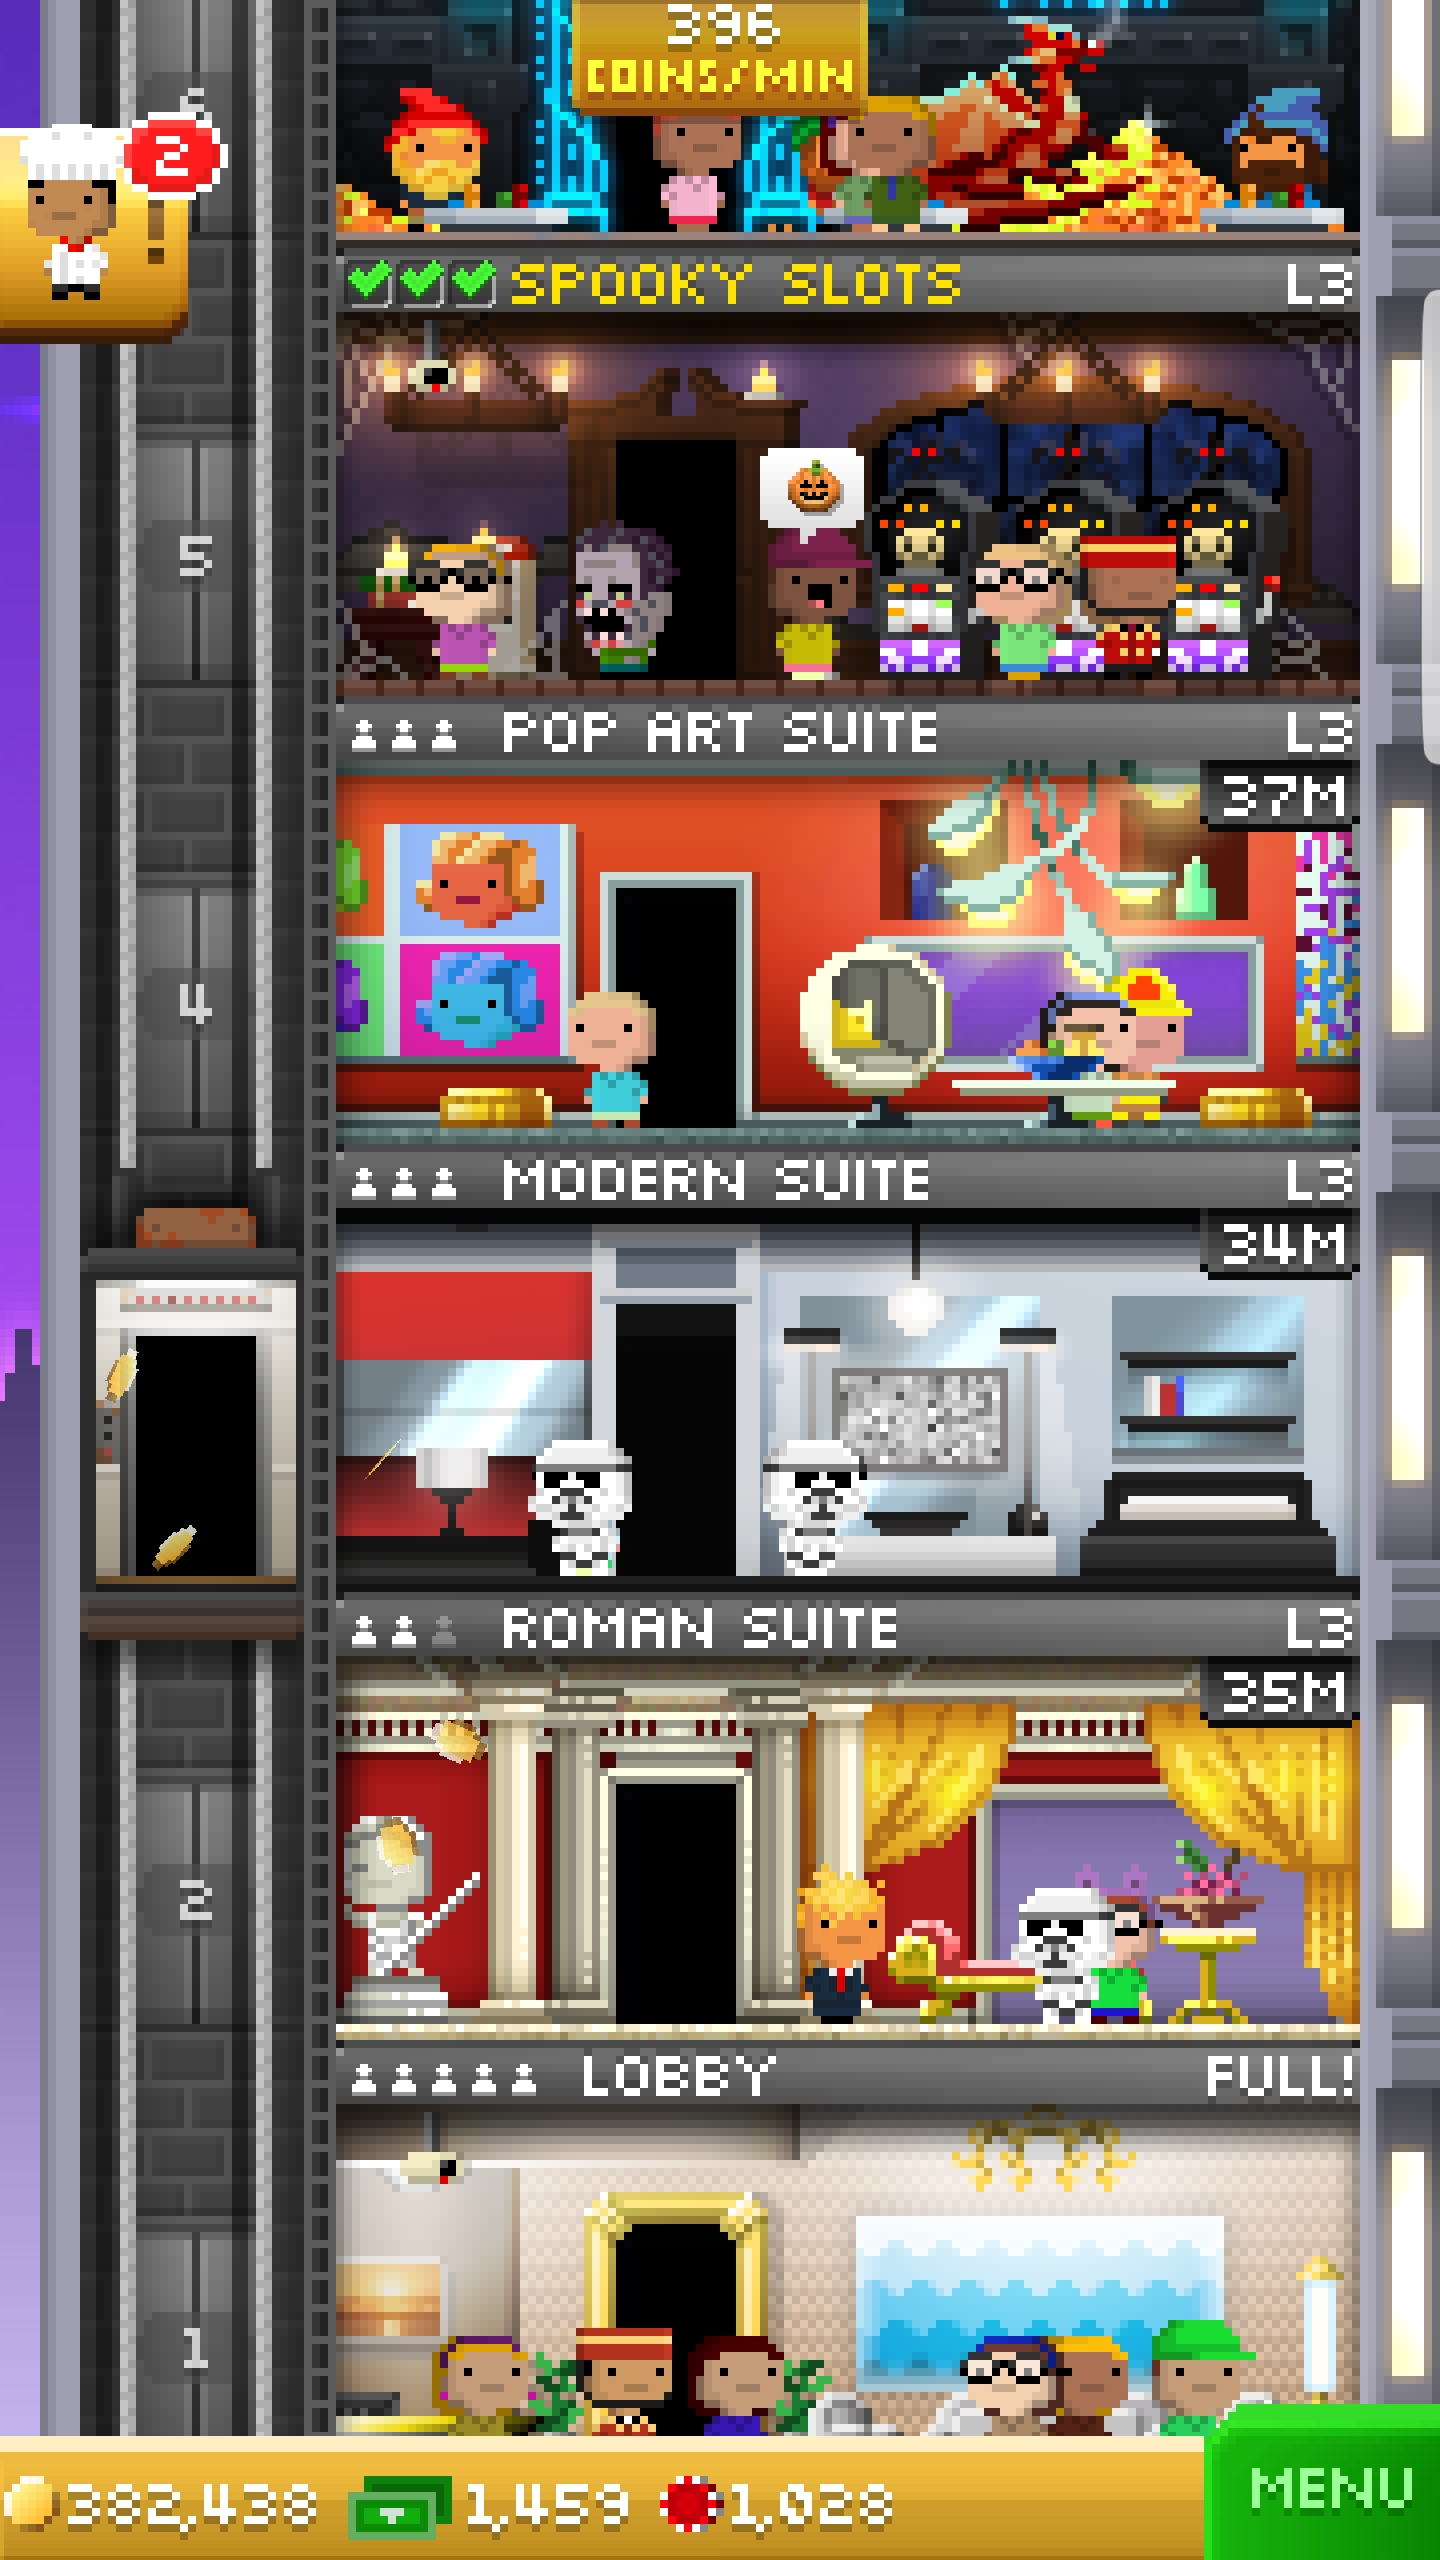 396
COINS/MIN
2
SPOOKY SLOTS L3
5
POP ART SUITE L3
37M
4
MODERN SUITE L3
34M
ROMAN SUITE L3
35M
2
LOBBY FULL!
1
382,438 1,459 1,028 MENU